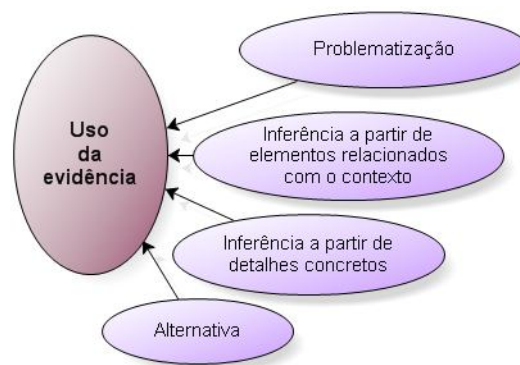 Problematização
Uso
da
evidência
Inferência a partir de
elementos relacionados
com o contexto
Inferência a partir de
detalhes concretos
Alternativa